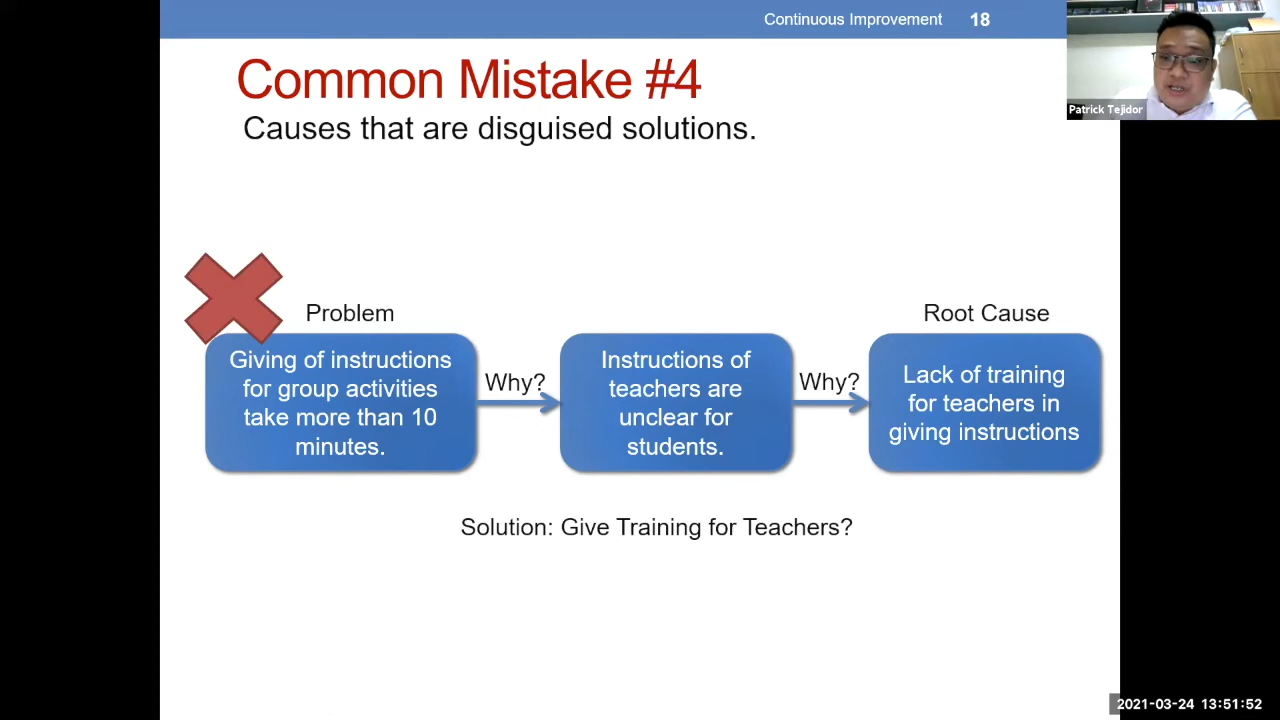 Continuous Improvement 18
Patrick Tejidor
Common Mistake #4
Causes that are disguised solutions.
Problem
Giving of instructions
for group activities
take more than 10
minutes.
Why?
Instructions of
teachers are
unclear for
students.
Why?
Root Cause
Lack of training
for teachers in
giving instructions
Solution: Give Training for Teachers?
2021-03-24 13:51:52